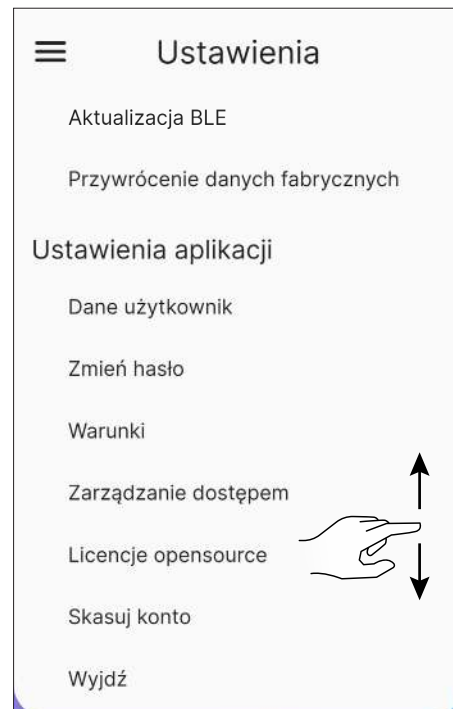 Ustawienia
Aktualizacja BLE
Przywrócenie danych fabrycznych
Ustawienia aplikacji
Dane użytkownik
Zmień hasło
Warunki
Zarządzanie dostępem
Licencje opensource
Skasuj konto
Wyjdź